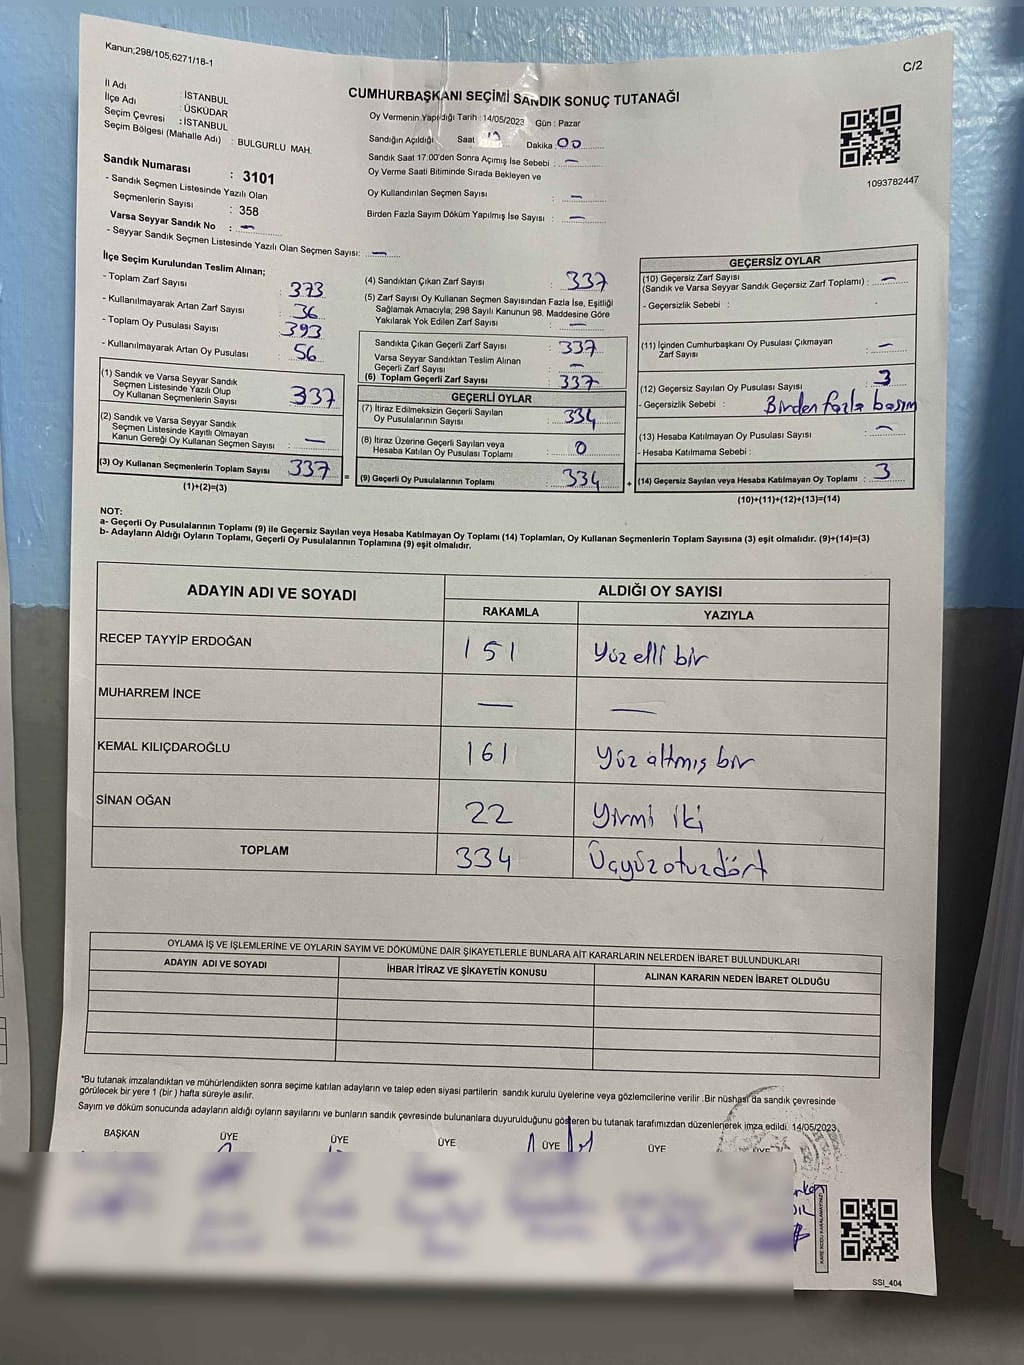 Kanun;298/105,6271/18-1
C/2
CUMHURBAŞKANI SEÇİMİ SANDIK SONUÇ TUTANAĞI
İl Adı : İSTANBUL
İlçe Adı : ÜSKÜDAR
Seçim Çevresi : İSTANBUL
Seçim Bölgesi (Mahalle Adı) : BULGURLU MAH.
Sandık Numarası : 3101
- Sandık Seçmen Listesinde Yazılı Olan
Seçmenlerin Sayısı : 358
Varsa Seyyar Sandık No : —
- Seyyar Sandık Seçmen Listesinde Yazılı Olan Seçmen Sayısı: —
Oy Vermenin Yapıldığı Tarih : 14/05/2023 Gün : Pazar
Sandığın Açıldığı Saat Dakika 00
Sandık Saat 17:00'den Sonra Açımış İse Sebebi : —
Oy Verme Saati Bitiminde Sırada Bekleyen ve
Oy Kullandırılan Seçmen Sayısı —
Birden Fazla Sayım Döküm Yapılmış İse Sayısı : —
1093782447
İlçe Seçim Kurulundan Teslim Alınan;
- Toplam Zarf Sayısı : 373
- Kullanılmayarak Artan Zarf Sayısı : 36
- Toplam Oy Pusulası Sayısı : 393
- Kullanılmayarak Artan Oy Pusulası : 56
(1) Sandık ve Varsa Seyyar Sandık
Seçmen Listesinde Yazılı Olup
Oy Kullanan Seçmenlerin Sayısı : 337
(2) Sandık ve Varsa Seyyar Sandık
Seçmen Listesinde Kayıtlı Olmayan
Kanun Gereği Oy Kullanan Seçmen Sayısı : —
(3) Oy Kullanan Seçmenlerin Toplam Sayısı 337
(1)+(2)=(3)
(4) Sandıktan Çıkan Zarf Sayısı : 337
(5) Zarf Sayısı Oy Kullanan Seçmen Sayısından Fazla İse, Eşitliği
Sağlamak Amacıyla; 298 Sayılı Kanunun 98. Maddesine Göre
Yakılarak Yok Edilen Zarf Sayısı : —
Sandıkta Çıkan Geçerli Zarf Sayısı : 337
Varsa Seyyar Sandıktan Teslim Alınan
Geçerli Zarf Sayısı : —
(6) Toplam Geçerli Zarf Sayısı : 337
GEÇERLİ OYLAR
(7) İtiraz Edilmeksizin Geçerli Sayılan
Oy Pusulalarının Sayısı : 334
(8) İtiraz Üzerine Geçerli Sayılan veya
Hesaba Katılan Oy Pusulası Toplamı : 0
= (9) Geçerli Oy Pusulalarının Toplamı : 334
GEÇERSİZ OYLAR
(10) Geçersiz Zarf Sayısı
(Sandık ve Varsa Seyyar Sandık Geçersiz Zarf Toplamı) : —
- Geçersizlik Sebebi :
(11) İçinden Cumhurbaşkanı Oy Pusulası Çıkmayan
Zarf Sayısı : —
(12) Geçersiz Sayılan Oy Pusulası Sayısı : 3
- Geçersizlik Sebebi : Birden fazla basım
(13) Hesaba Katılmayan Oy Pusulası Sayısı : —
- Hesaba Katılmama Sebebi :
+ (14) Geçersiz Sayılan veya Hesaba Katılmayan Oy Toplamı : 3
(10)+(11)+(12)+(13)=(14)
NOT:
a- Geçerli Oy Pusulalarının Toplamı (9) ile Geçersiz Sayılan veya Hesaba Katılmayan Oy Toplamı (14) Toplamları, Oy Kullanan Seçmenlerin Toplam Sayısına (3) eşit olmalıdır. (9)+(14)=(3)
b- Adayların Aldığı Oyların Toplamı, Geçerli Oy Pusulalarının Toplamına (9) eşit olmalıdır.
ADAYIN ADI VE SOYADI ALDIĞI OY SAYISI
RAKAMLA YAZIYLA
RECEP TAYYİP ERDOĞAN 151 Yüz elli bir
MUHARREM İNCE — —
KEMAL KILIÇDAROĞLU 161 Yüz altmış bir
SİNAN OĞAN 22 Yirmi iki
TOPLAM 334 Üçyüzotuzdört
OYLAMA İŞ VE İŞLEMLERİNE VE OYLARIN SAYIM VE DÖKÜMÜNE DAİR ŞİKAYETLERLE BUNLARA AİT KARARLARIN NELERDEN İBARET BULUNDUKLARI
ADAYIN ADI VE SOYADI İHBAR İTİRAZ VE ŞİKAYETİN KONUSU ALINAN KARARIN NEDEN İBARET OLDUĞU
*Bu tutanak imzalandıktan ve mühürlendikten sonra seçime katılan adayların ve talep eden siyasi partilerin sandık kurulu üyelerine veya gözlemcilerine verilir .Bir nüshası da sandık çevresinde
görülecek bir yere 1 (bir ) hafta süreyle asılır.
Sayım ve döküm sonucunda adayların aldığı oyların sayılarını ve bunların sandık çevresinde bulunanlara duyurulduğunu gösteren bu tutanak tarafımızdan düzenlenerek imza edildi. 14/05/2023
BAŞKAN ÜYE ÜYE ÜYE ÜYE ÜYE ÜYE
SSI_404